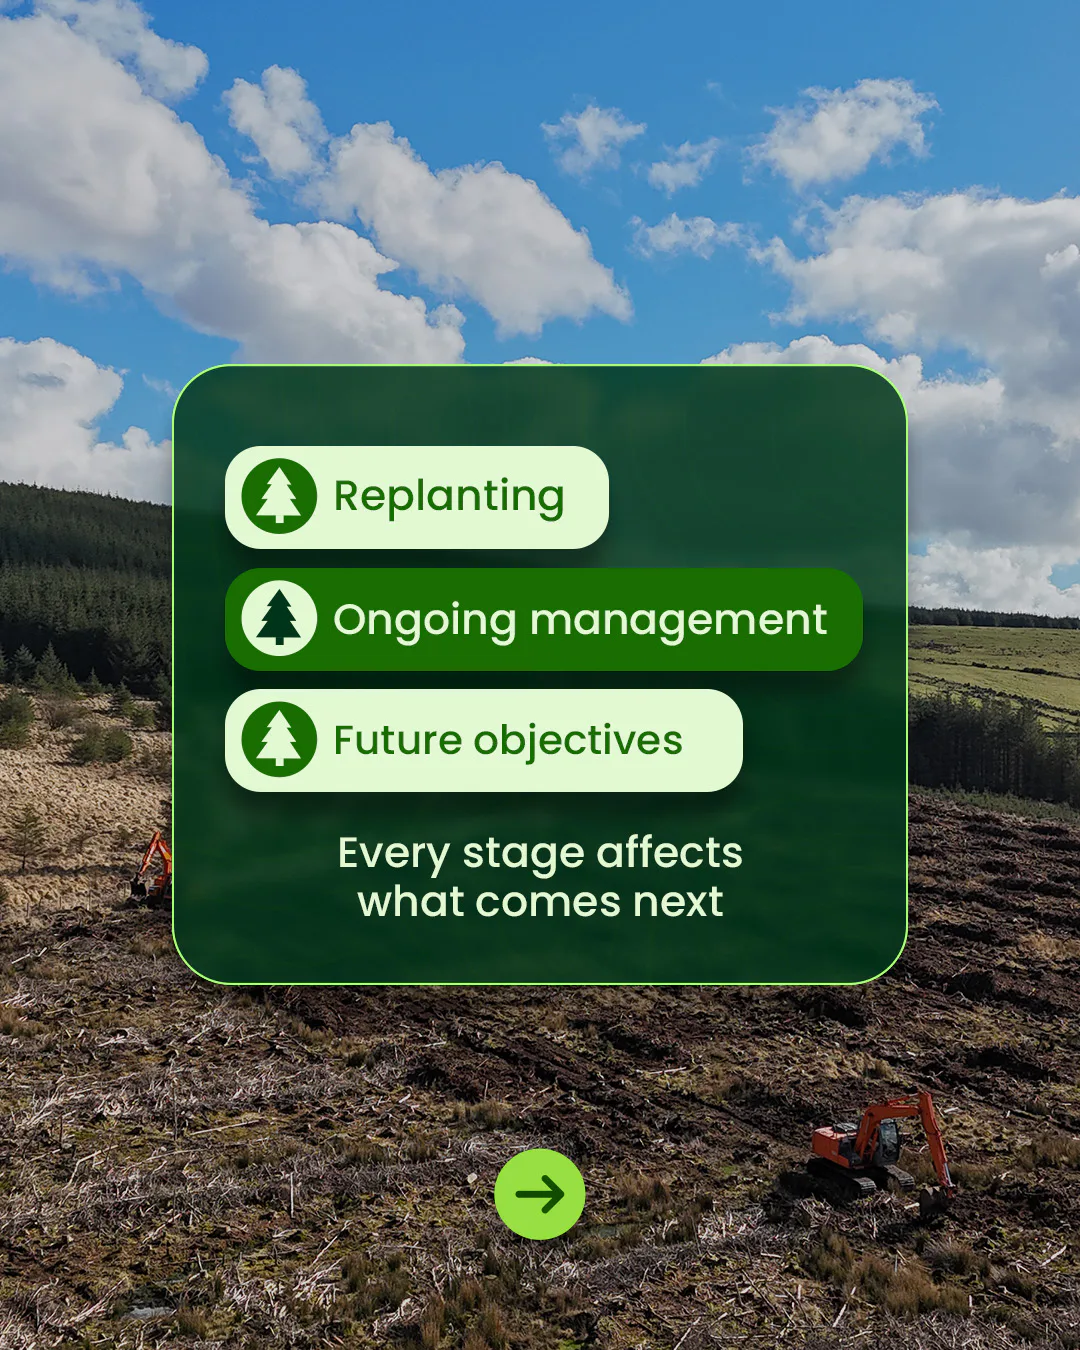 Replanting
Ongoing management
Future objectives
Every stage affects
what comes next